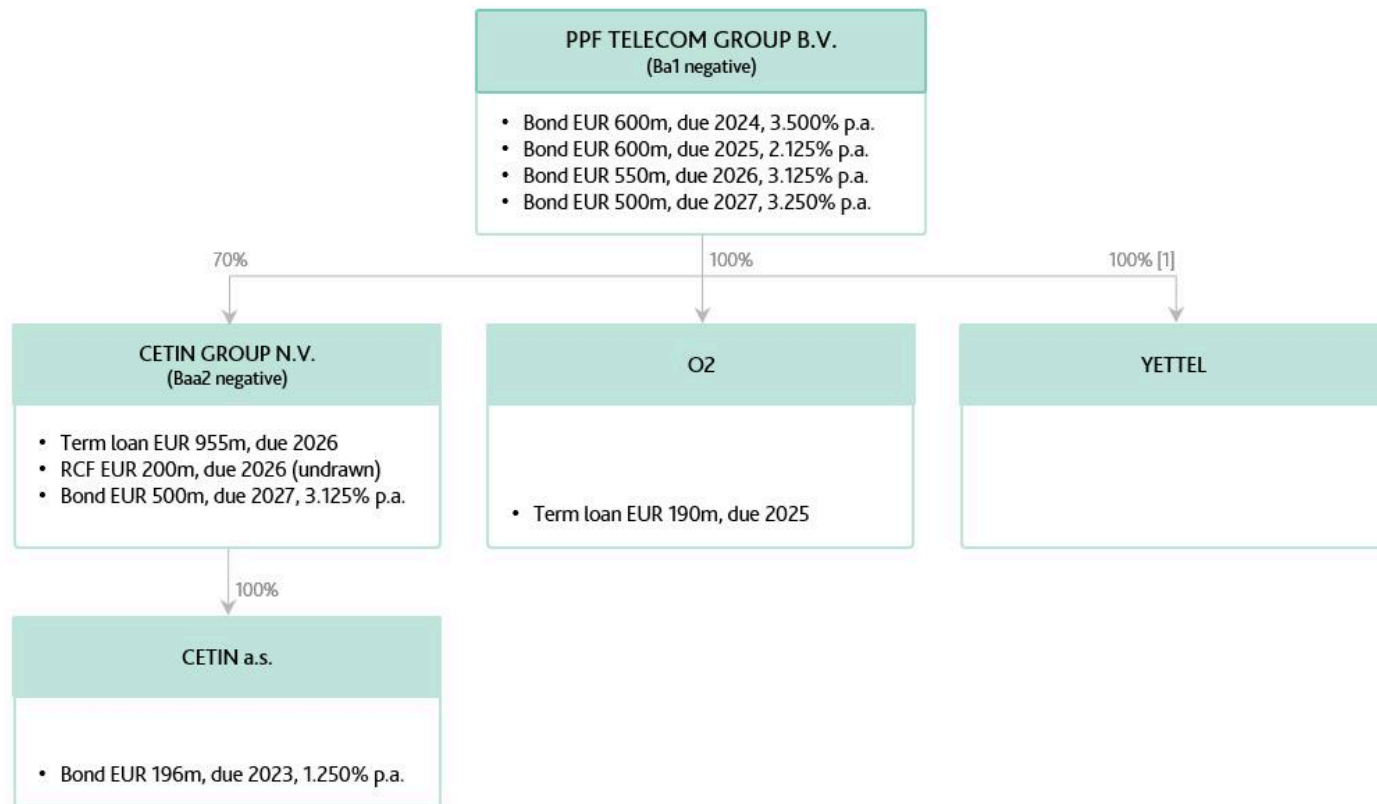 PPF TELECOM GROUP B.V.
(Ba1 negative)
• Bond EUR 600m, due 2024, 3.500% p.a.
• Bond EUR 600m, due 2025, 2.125% p.a.
• Bond EUR 550m, due 2026, 3.125% p.a.
• Bond EUR 500m, due 2027, 3.250% p.a.
70%
100%
100% [1]
CETIN GROUP N.V.
(Baa2 negative)
• Term loan EUR 955m, due 2026
• RCF EUR 200m, due 2026 (undrawn)
• Bond EUR 500m, due 2027, 3.125% p.a.
O2
• Term loan EUR 190m, due 2025
YETTEL
100%
CETIN a.s.
• Bond EUR 196m, due 2023, 1.250% p.a.